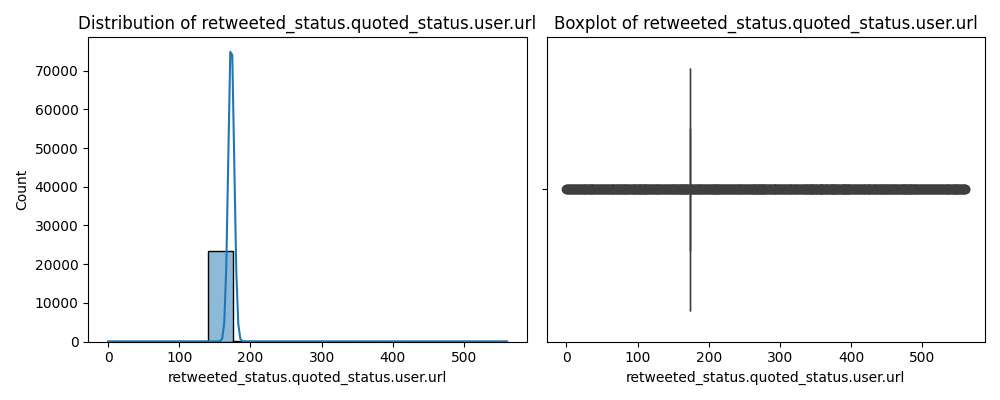 Distribution of retweeted_status.quoted_status.user.url
Boxplot of retweeted_status.quoted_status.user.url
70000
60000
50000
40000
30000
20000
10000
0
Count
0 100 200 300 400 500
retweeted_status.quoted_status.user.url
0 100 200 300 400 500
retweeted_status.quoted_status.user.url